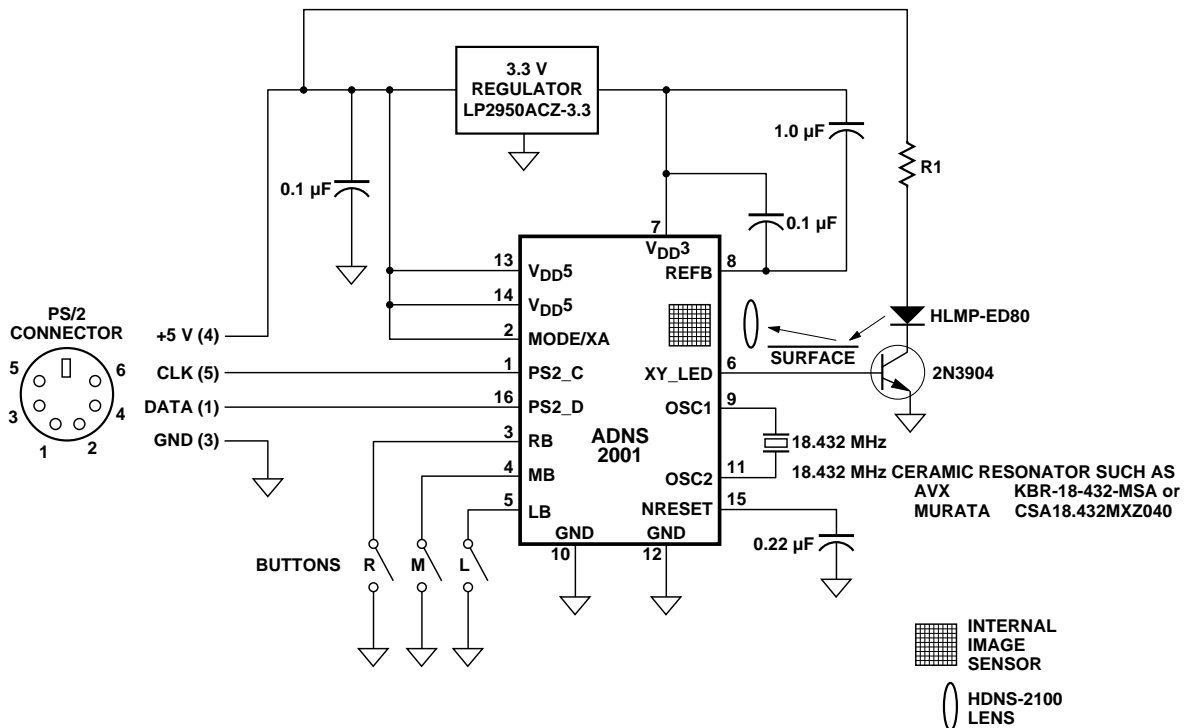 3.3 V
REGULATOR
LP2950ACZ-3.3
1.0 µF
R1
0.1 µF
0.1 µF
7
VDD3
13
VDD5
REFB
8
14
VDD5
PS/2
CONNECTOR
+5 V (4)
2
MODE/XA
HLMP-ED80
SURFACE
5
6
CLK (5)
1
PS2_C
XY_LED
6
2N3904
3
4
DATA (1)
16
PS2_D
OSC1
9
1
2
GND (3)
3
RB
ADNS
2001
18.432 MHz
4
MB
OSC2
11
18.432 MHz CERAMIC RESONATOR SUCH AS
AVX KBR-18-432-MSA or
MURATA CSA18.432MXZ040
5
LB
NRESET
15
GND
GND
10
12
0.22 µF
BUTTONS R M L
INTERNAL
IMAGE
SENSOR
HDNS-2100
LENS